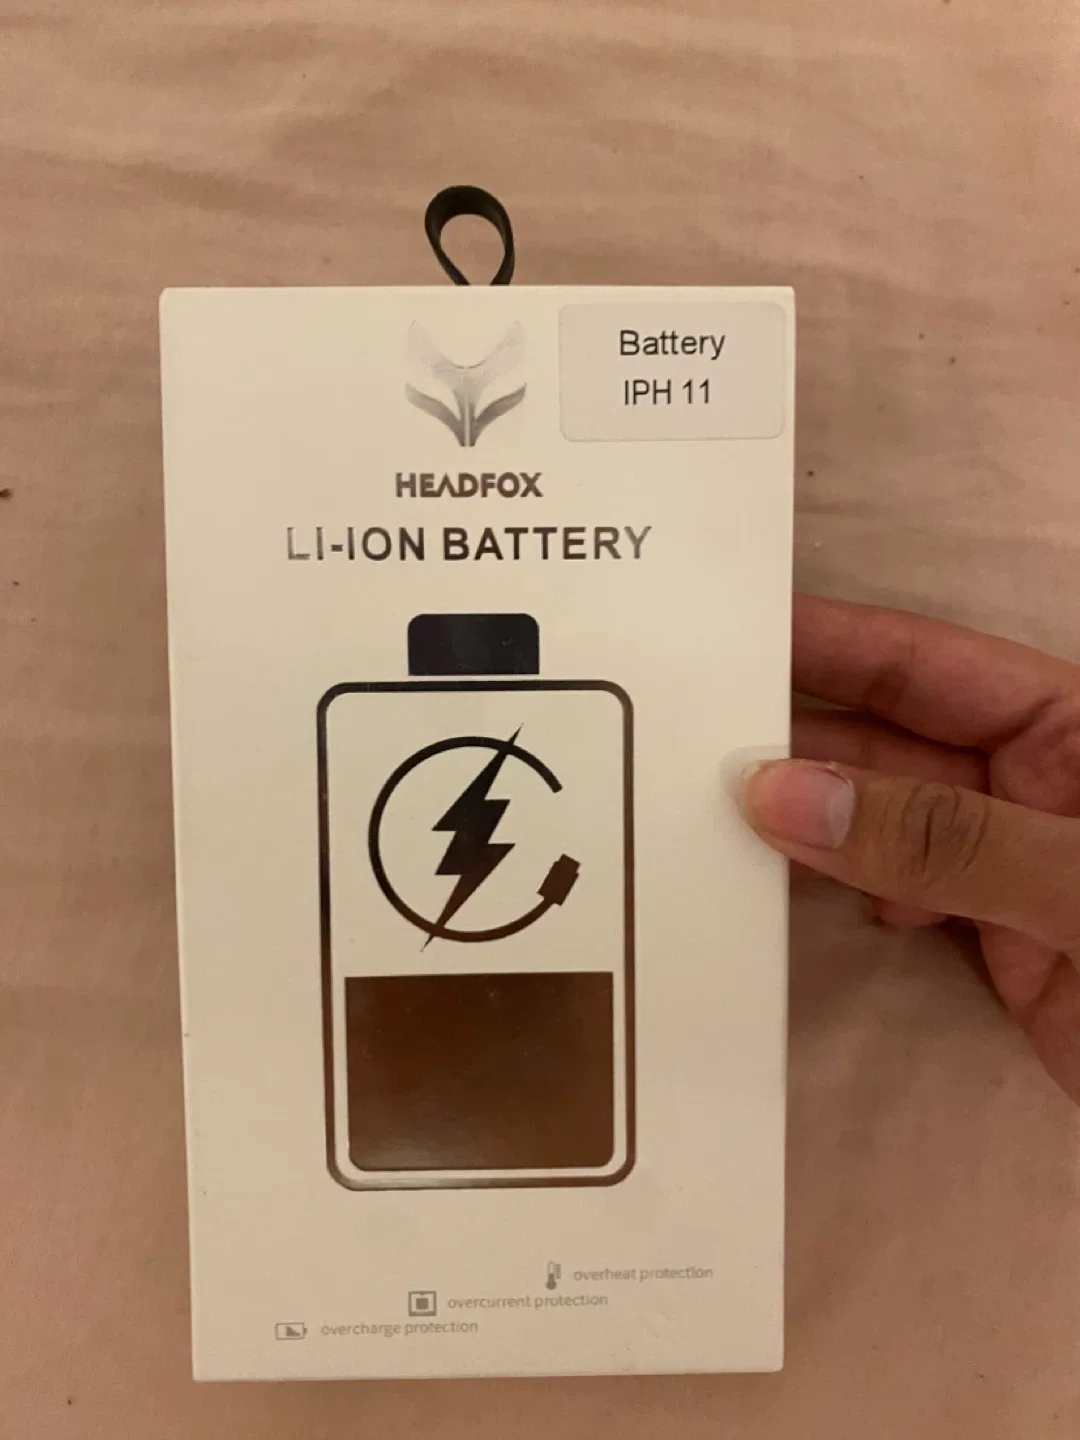 Battery
IPH 11
HEADFOX
LI-ION BATTERY
overheat protection
overcurrent protection
overcharge protection